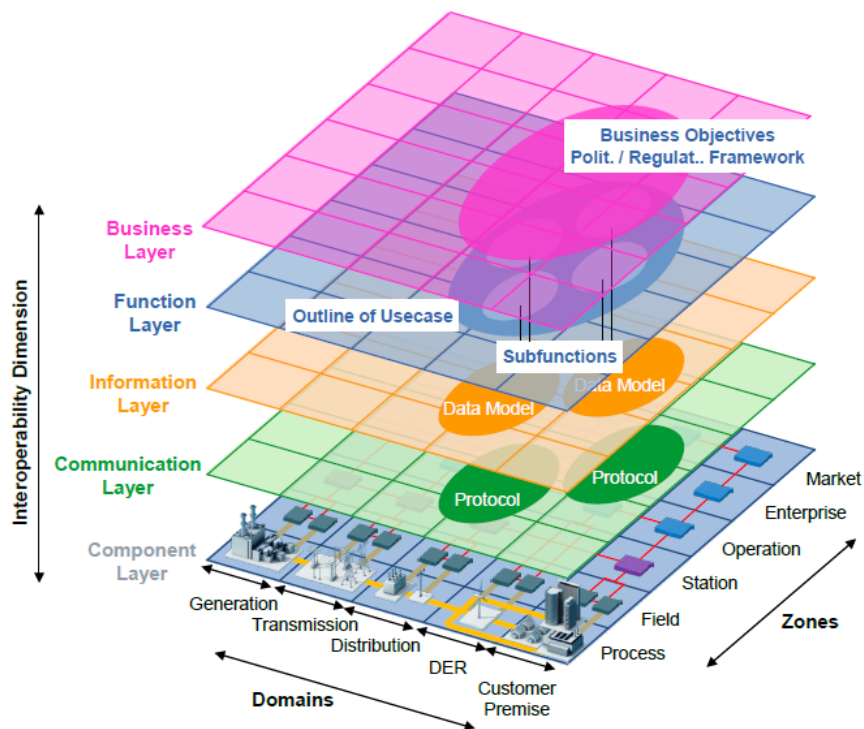 Business Objectives
Polit. / Regulat.. Framework
Business
Layer
Function
Layer
Outline of Usecase
Subfunctions
Information
Layer
Data Model
Data Model
Communication
Layer
Protocol
Protocol
Component
Layer
Interoperability Dimension
Generation
Transmission
Distribution
DER
Customer
Premise
Domains
Market
Enterprise
Operation
Station
Field
Process
Zones